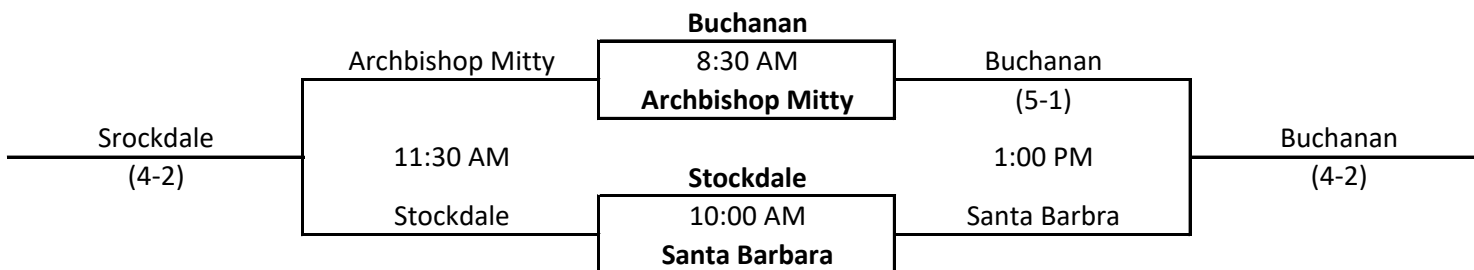 Buchanan
Archbishop Mitty
8:30 AM
Buchanan
Archbishop Mitty
(5-1)
Srockdale
11:30 AM
1:00 PM
Buchanan
(4-2)
Stockdale
(4-2)
Stockdale
10:00 AM
Santa Barbra
Santa Barbara